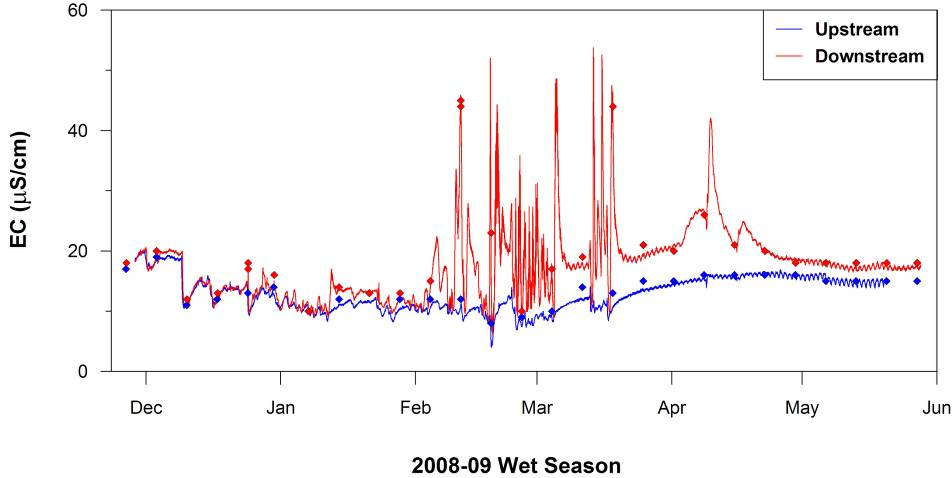 60
40
20
0
EC (µS/cm)
Upstream
Downstream
Dec Jan Feb Mar Apr May Jun
2008-09 Wet Season